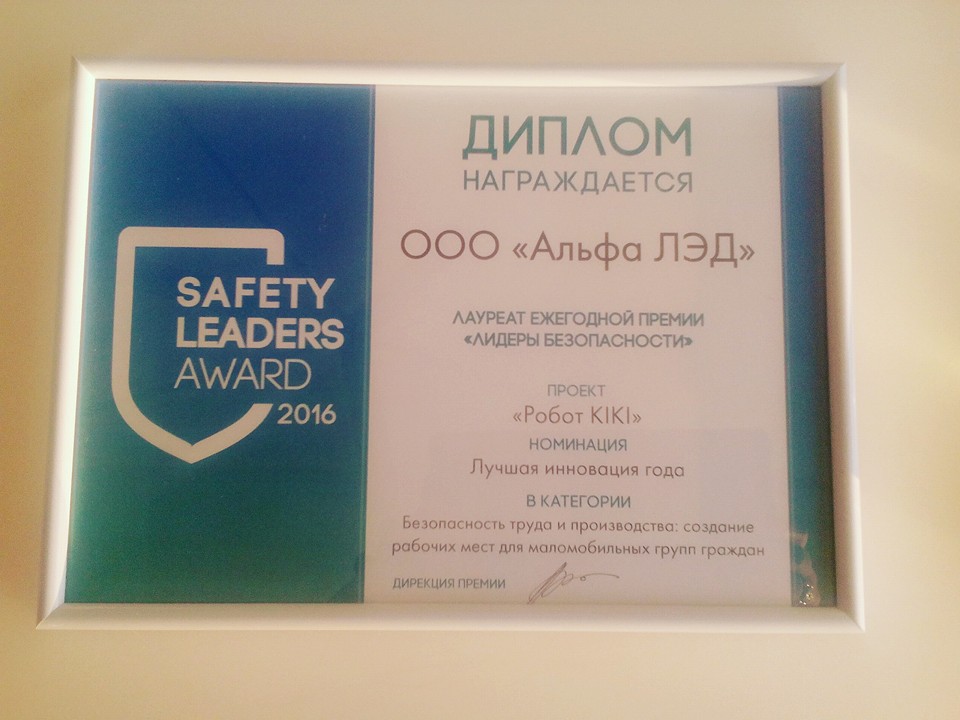 SAFETY
LEADERS
AWARD
2016
ДИПЛОМ
НАГРАЖДАЕТСЯ
ООО «Альфа ЛЭД»
ЛАУРЕАТ ЕЖЕГОДНОЙ ПРЕМИИ
«ЛИДЕРЫ БЕЗОПАСНОСТИ»
ПРОЕКТ
«Робот KIKI»
НОМИНАЦИЯ
Лучшая инновация года
В КАТЕГОРИИ
Безопасность труда и производства: создание
рабочих мест для маломобильных групп граждан
ДИРЕКЦИЯ ПРЕМИИ